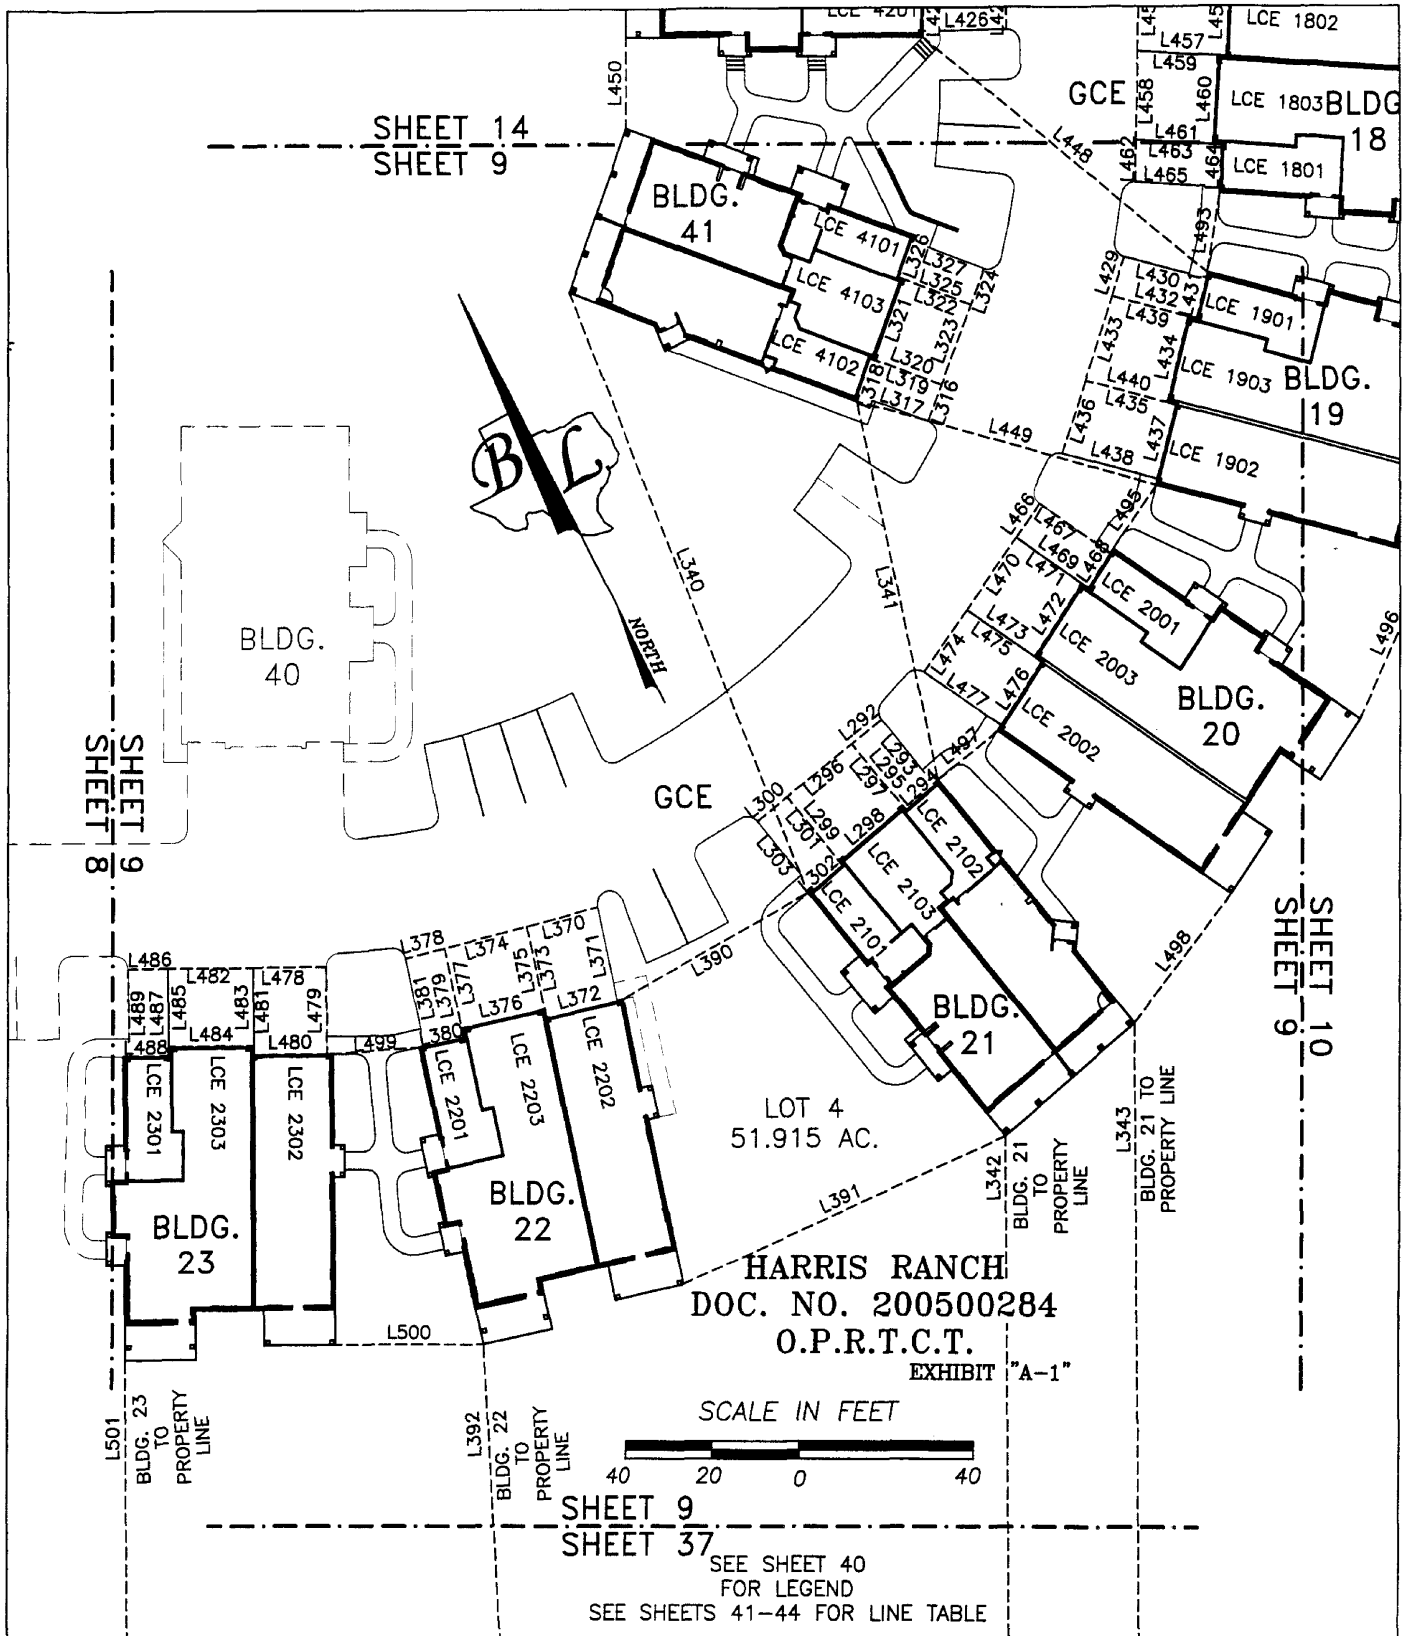 LCE 4201
L426
L457
LCE 1802
L459
L450
GCE
L458
L460
LCE 1803
BLDG
18
SHEET 14
SHEET 9
L448
L461
L462
L463
L464
LCE 1801
L465
BLDG.
41
LCE 4101
L326
L327
L325
L324
L322
LCE 4103
L321
L323
L320
L319
L318
L317
L316
LCE 4102
L493
L429
L430
L432
L439
L433
L434
LCE 1901
LCE 1903
BLDG.
19
L440
L435
L436
L437
L438
LCE 1902
L449
B L
NORTH
L340
L341
L495
L466
L467
L468
L469
L470
L471
L472
LCE 2001
L473
L474
L475
L476
L477
LCE 2003
LCE 2002
BLDG.
20
L496
BLDG.
40
SHEET 9
SHEET 8
GCE
L292
L293
L295
L294
L296
L297
L298
L497
L300
L299
L301
L303
302
LCE 2102
LCE 2103
LCE 2101
BLDG.
21
L498
SHEET 10
SHEET 9
L378
L374
L370
L371
L373
L375
L377
L379
L381
L376
L372
380
L390
L486
L482
L478
L489
L487
L485
L483
L481
L479
L488
L484
L480
L499
LCE 2301
LCE 2303
LCE 2302
LCE 2201
LCE 2203
LCE 2202
BLDG.
23
BLDG.
22
LOT 4
51.915 AC.
L391
L342
BLDG. 21
TO
PROPERTY
LINE
L343
BLDG. 21 TO
PROPERTY LINE
L500
HARRIS RANCH
DOC. NO. 200500284
O.P.R.T.C.T.
EXHIBIT "A-1"
L501
BLDG. 23
TO
PROPERTY
LINE
L392
BLDG. 22
TO
PROPERTY
LINE
SCALE IN FEET
40 20 0 40
SHEET 9
SHEET 37
SEE SHEET 40
FOR LEGEND
SEE SHEETS 41-44 FOR LINE TABLE